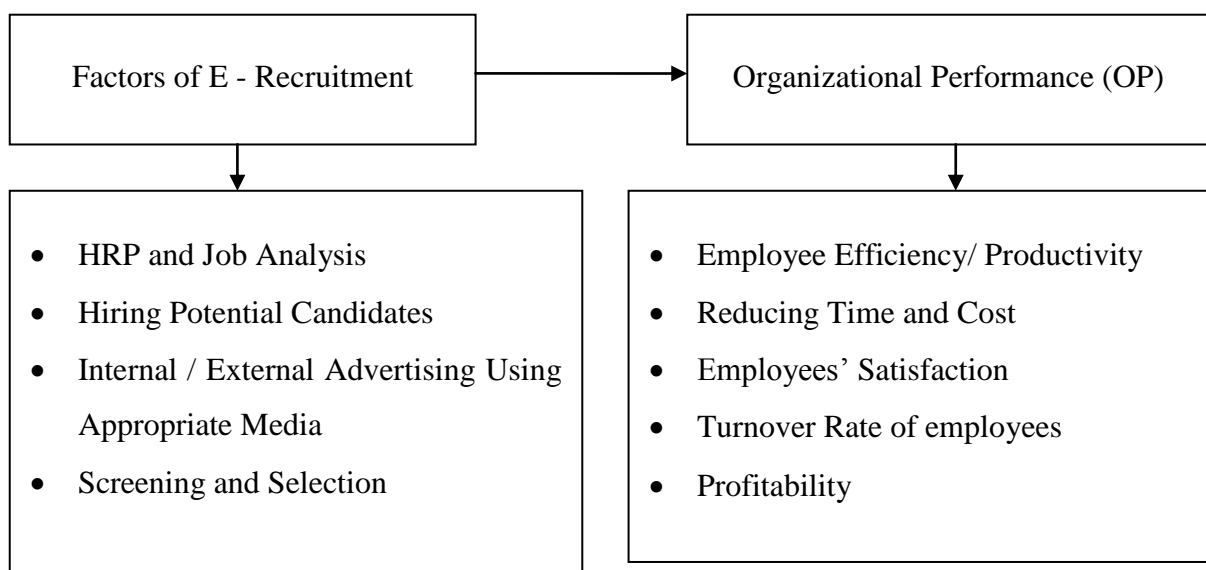 Factors of E - Recruitment
Organizational Performance (OP)
• HRP and Job Analysis
• Hiring Potential Candidates
• Internal / External Advertising Using
Appropriate Media
• Screening and Selection
• Employee Efficiency/ Productivity
• Reducing Time and Cost
• Employees’ Satisfaction
• Turnover Rate of employees
• Profitability